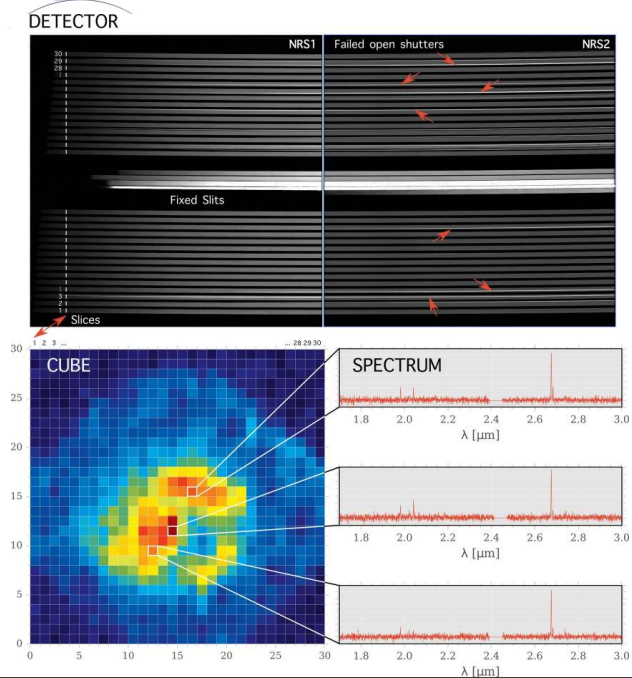 DETECTOR
NRS1
Failed open shutters
NRS2
30
29
28
Fixed Slits
3
2
1
Slices
1 2 3 ...
... 28 29 30
CUBE
SPECTRUM
30
25
20
15
10
5
0
0 5 10 15 20 25 30
1.8 2.0 2.2 2.4 2.6 2.8 3.0
λ [μm]
1.8 2.0 2.2 2.4 2.6 2.8 3.0
λ [μm]
1.8 2.0 2.2 2.4 2.6 2.8 3.0
λ [μm]